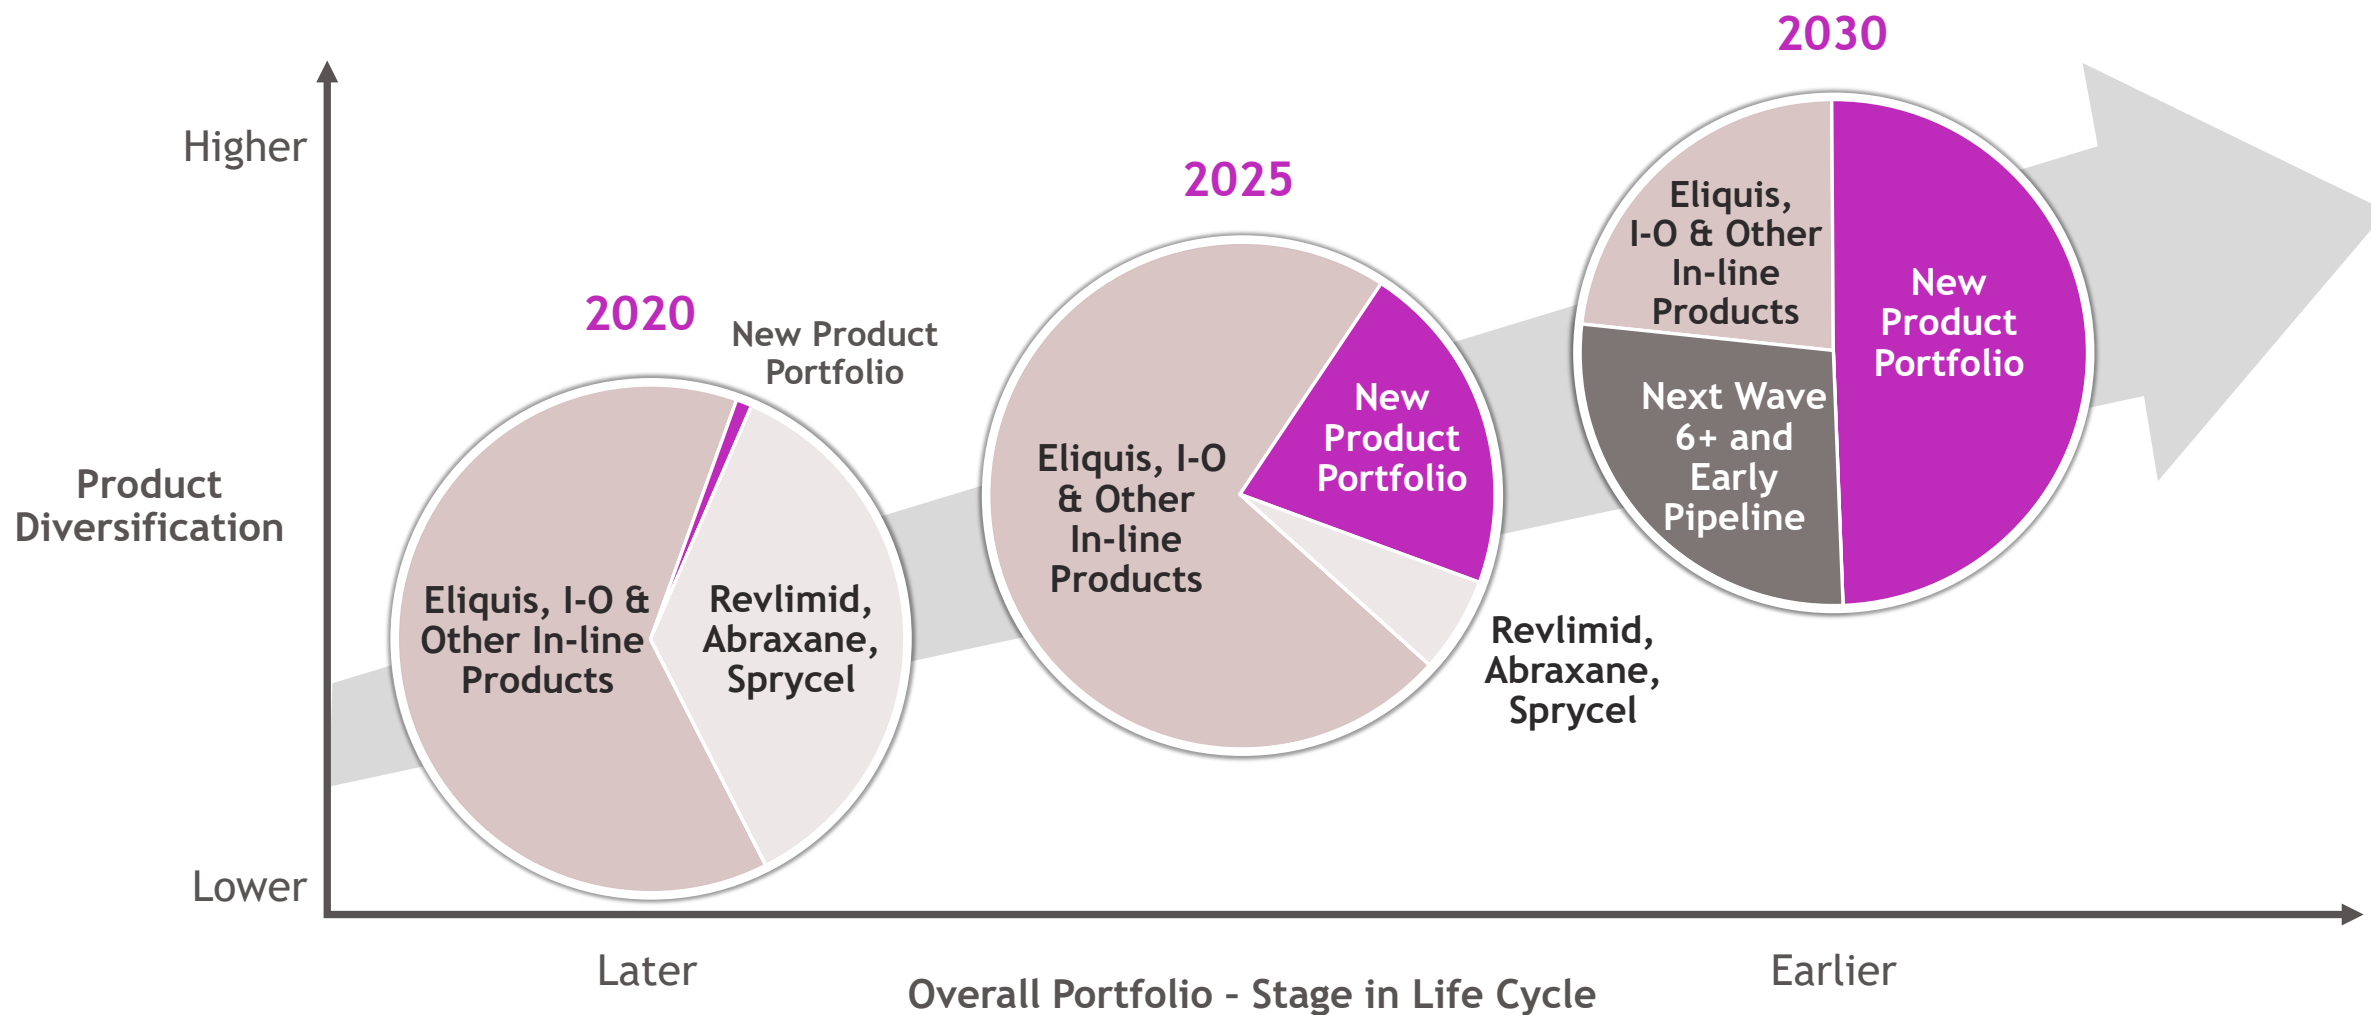 2030
Higher
2025
Eliquis,
I-O & Other
In-line
Products
New
Product
Portfolio
2020
New Product
Portfolio
New
Product
Portfolio
Next Wave
6+ and
Early
Pipeline
Eliquis, I-O
& Other
In-line
Products
Product
Diversification
Eliquis, I-O &
Other In-line
Products
Revlimid,
Abraxane,
Sprycel
Revlimid,
Abraxane,
Sprycel
Lower
Later
Earlier
Overall Portfolio – Stage in Life Cycle